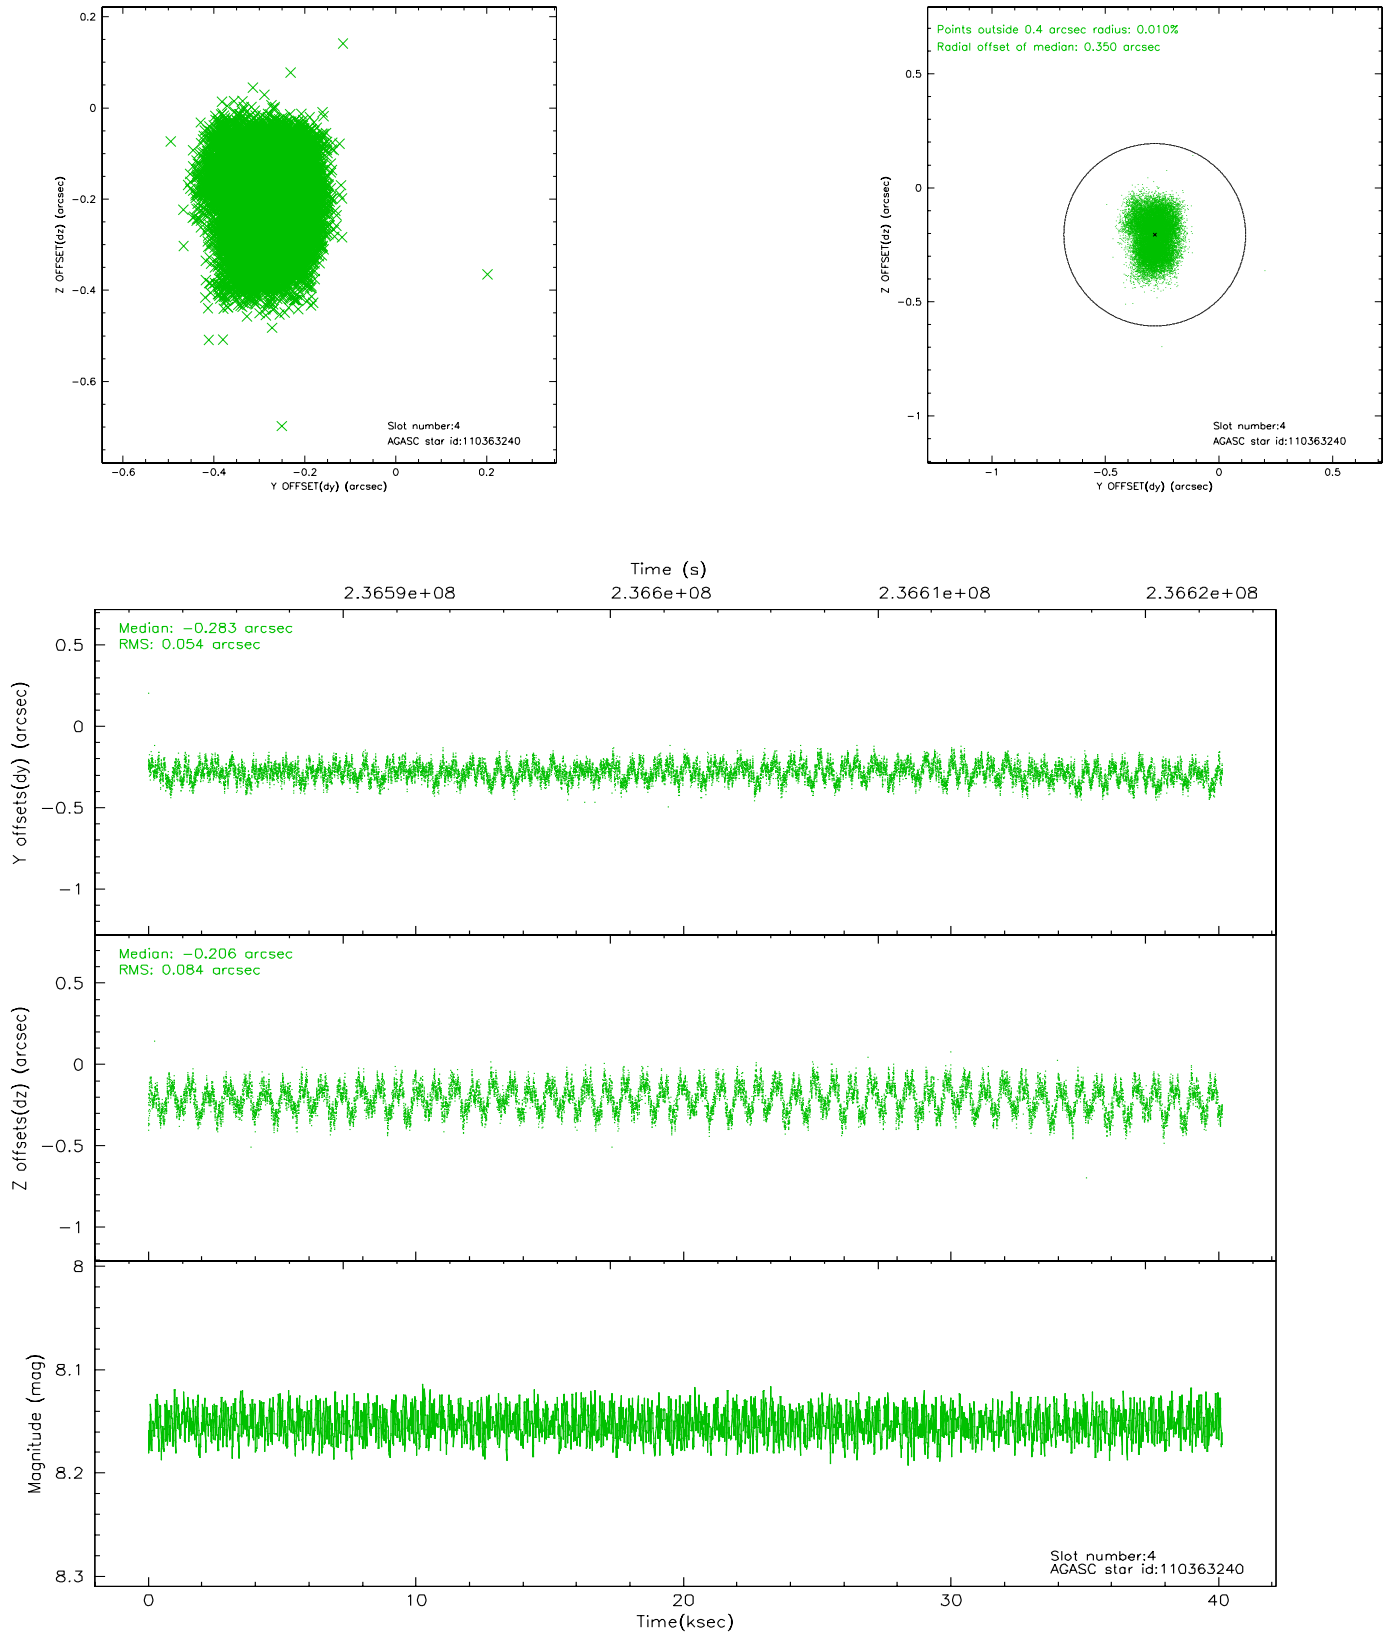 0.2
0
-0.2
-0.4
-0.6
Z OFFSET(dz) (arcsec)
Slot number:4
AGASC star id:110363240
-0.6
-0.4
-0.2
0
0.2
Y OFFSET(dy) (arcsec)
Points outside 0.4 arcsec radius: 0.010%
Radial offset of median: 0.350 arcsec
0.5
0
-0.5
-1
Z OFFSET(dz) (arcsec)
Slot number:4
AGASC star id:110363240
-1
-0.5
0
0.5
Y OFFSET(dy) (arcsec)
Time (s)
2.3659e+08
2.366e+08
2.3661e+08
2.3662e+08
Median: -0.283 arcsec
RMS: 0.054 arcsec
0.5
0
-0.5
-1
Y offsets(dy) (arcsec)
Median: -0.206 arcsec
RMS: 0.084 arcsec
0.5
0
-0.5
-1
Z offsets(dz) (arcsec)
8
8.1
8.2
8.3
Magnitude (mag)
Slot number:4
AGASC star id:110363240
0
10
20
30
40
Time(ksec)